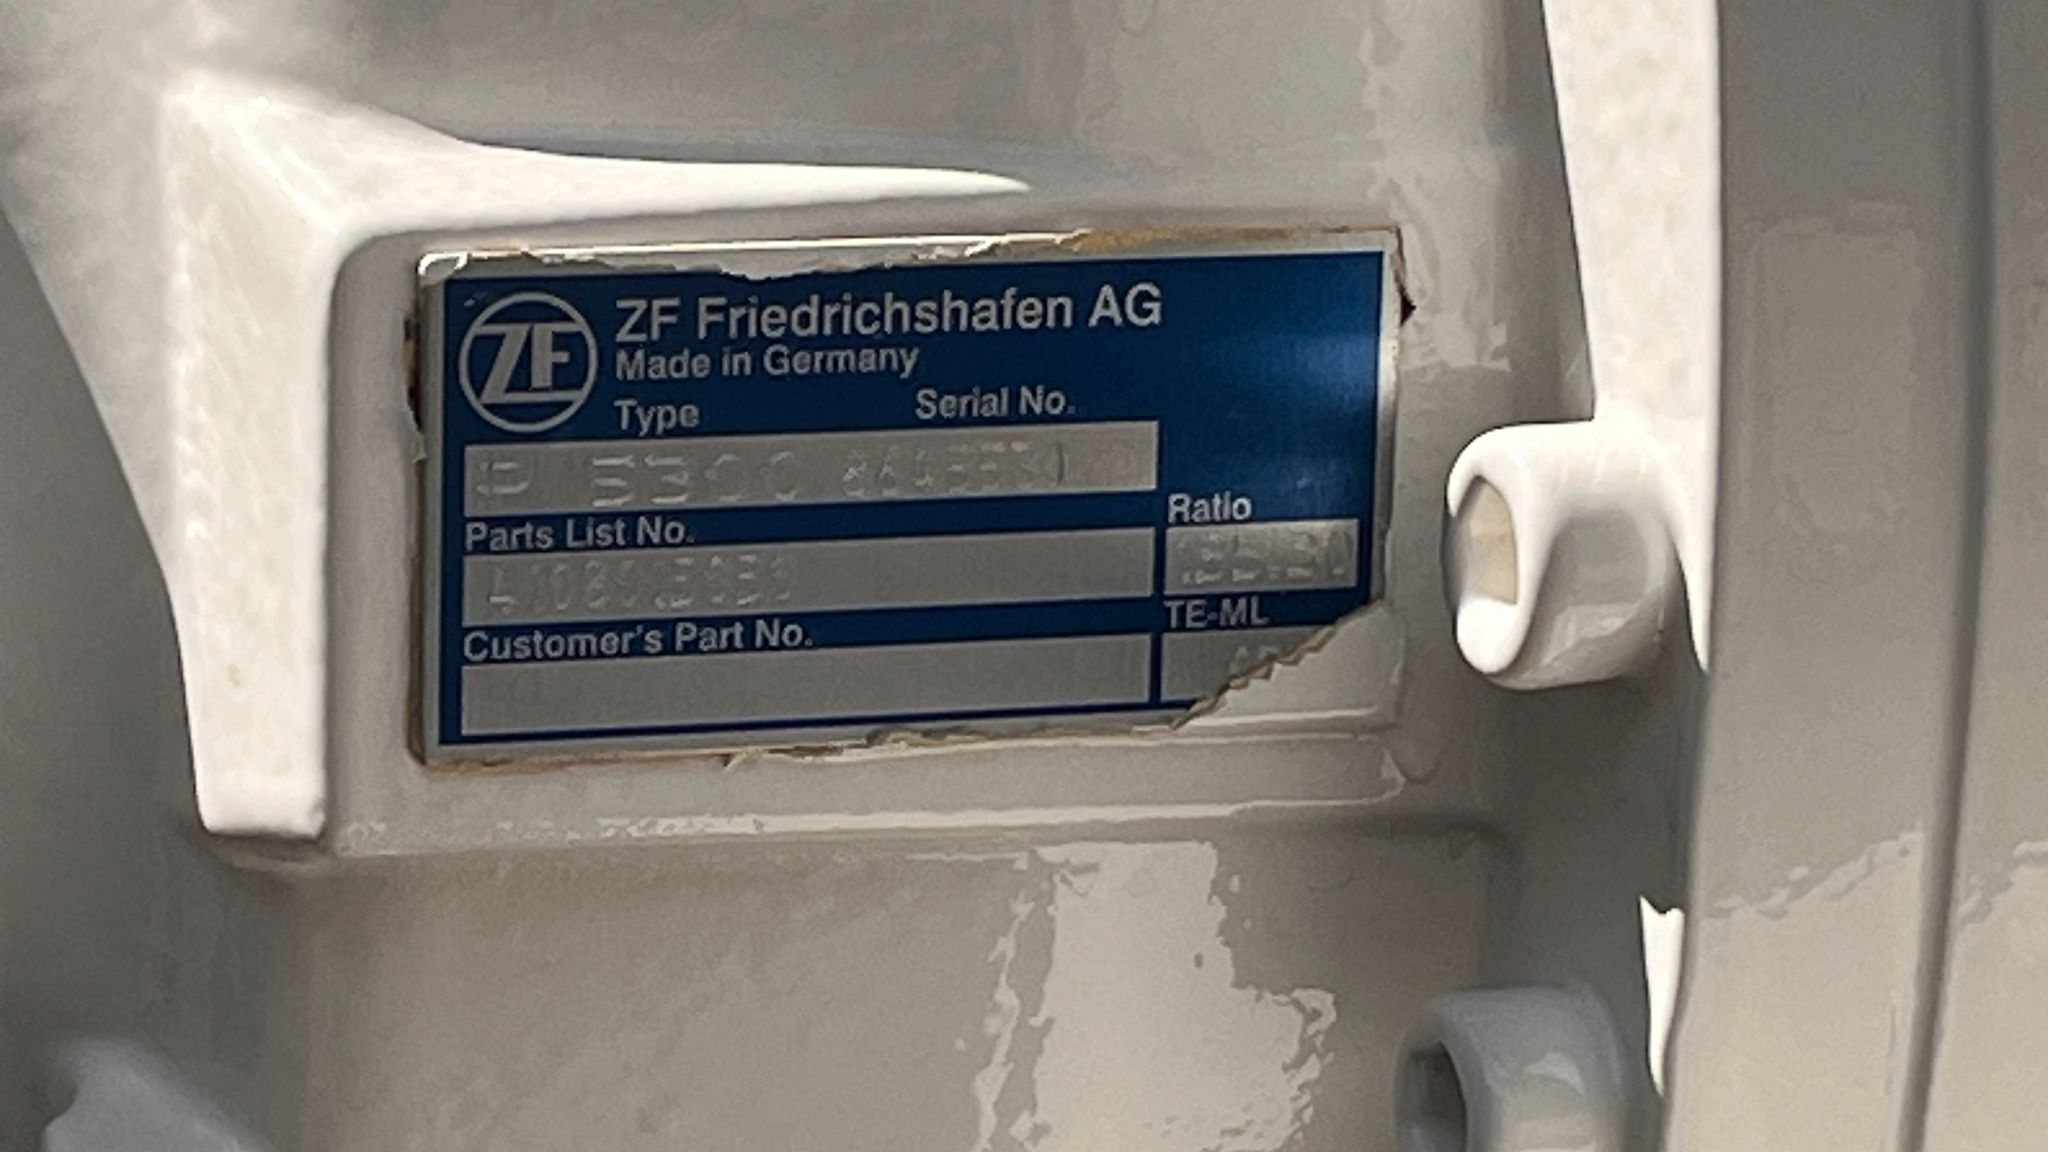 ZF
ZF Friedrichshafen AG
Made in Germany
Type Serial No.
P 5300
Parts List No.
Ratio
Customer's Part No.
TE-ML